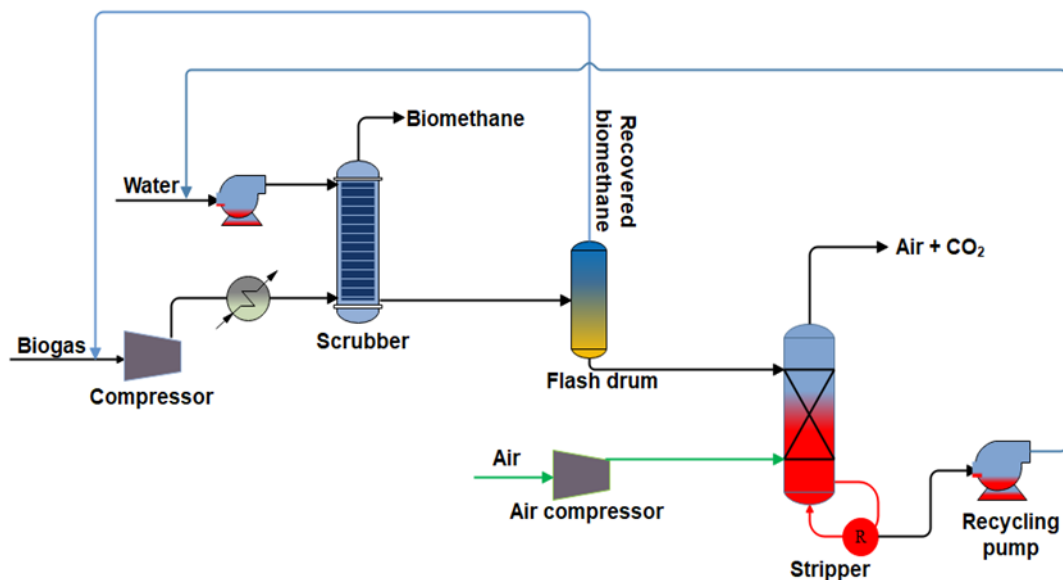 Biomethane
Recovered
biomethane
Water
Air + CO₂
Scrubber
Biogas
Compressor
Flash drum
Air
Air compressor
R
Stripper
Recycling
pump